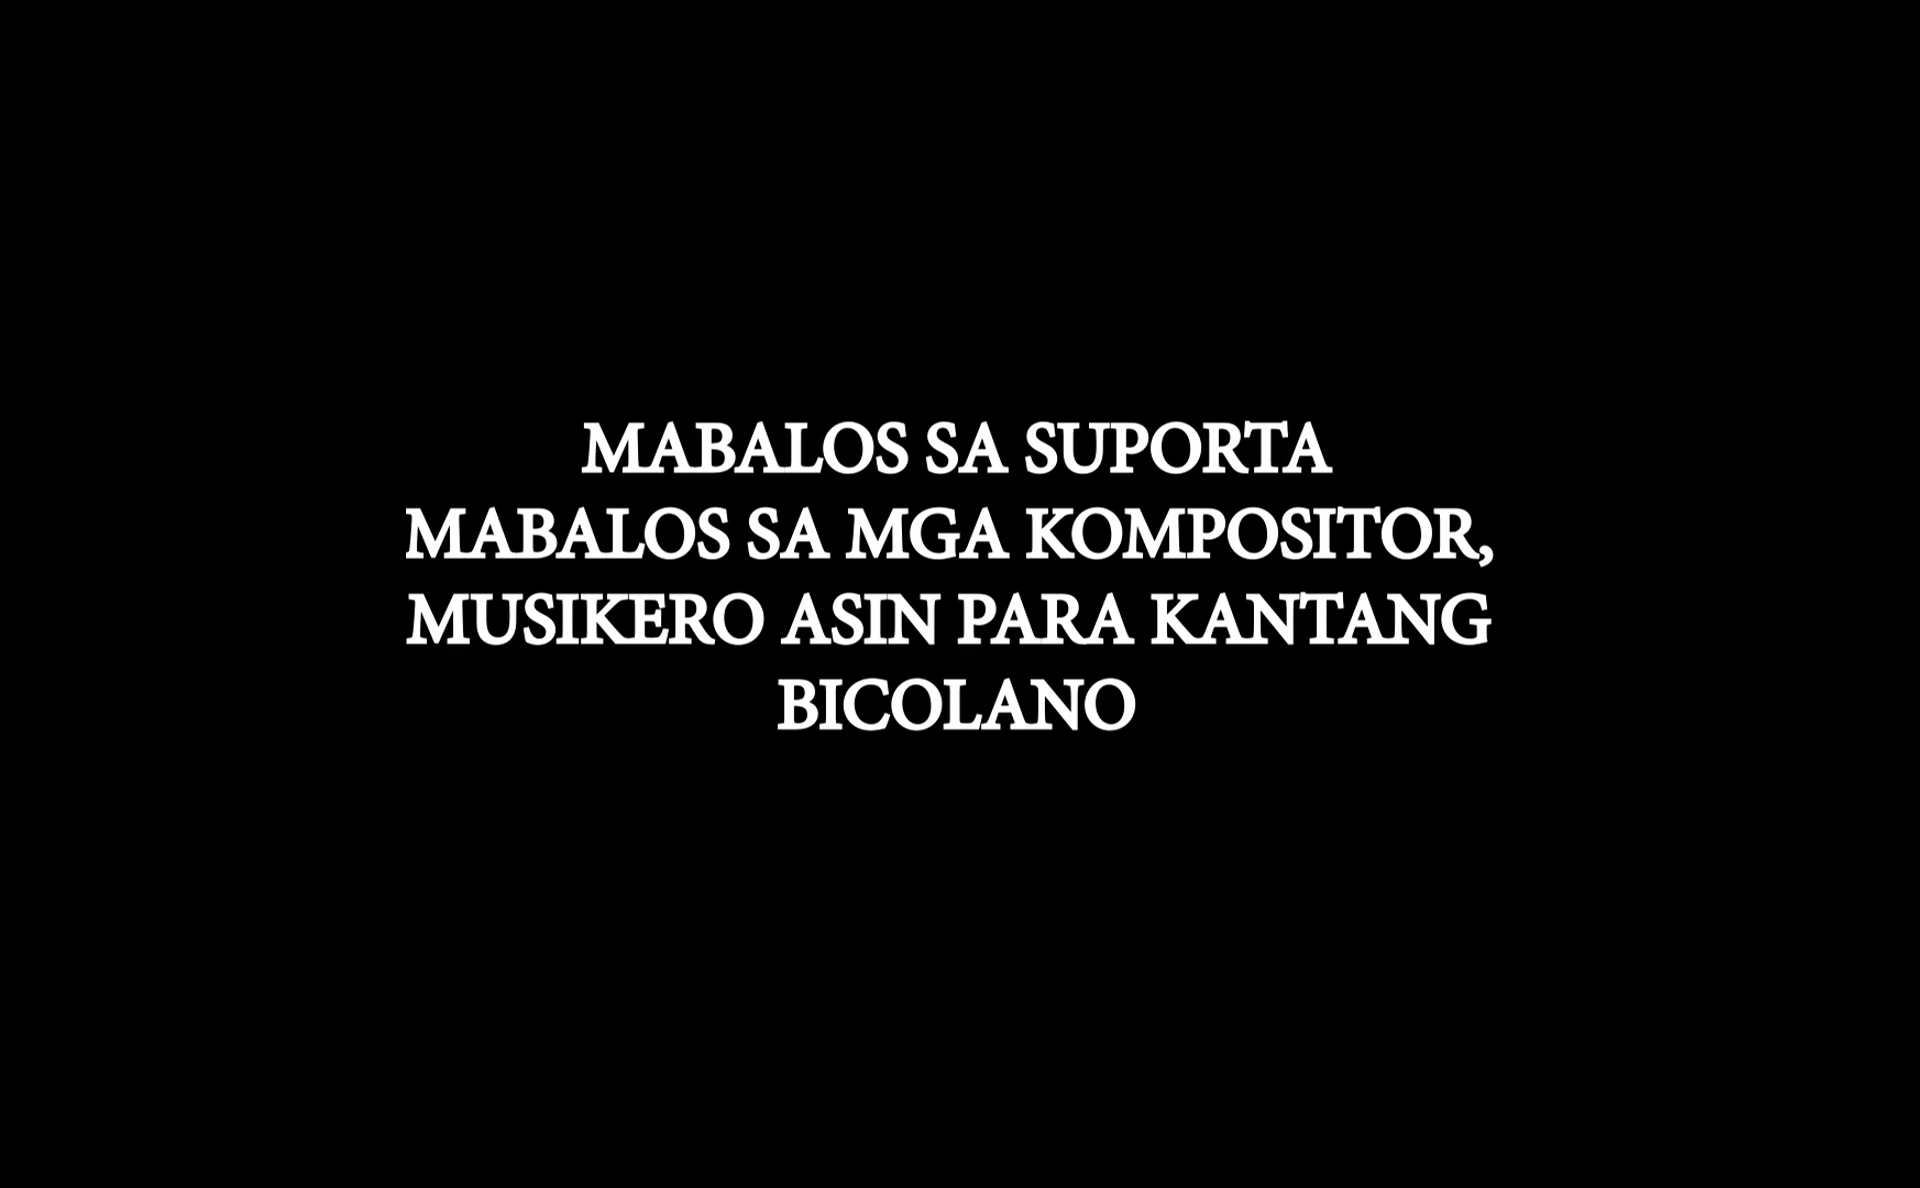 MABALOS SA SUPORTA
MABALOS SA MGA KOMPOSITOR,
MUSIKERO ASIN PARA KANTANG
BICOLANO